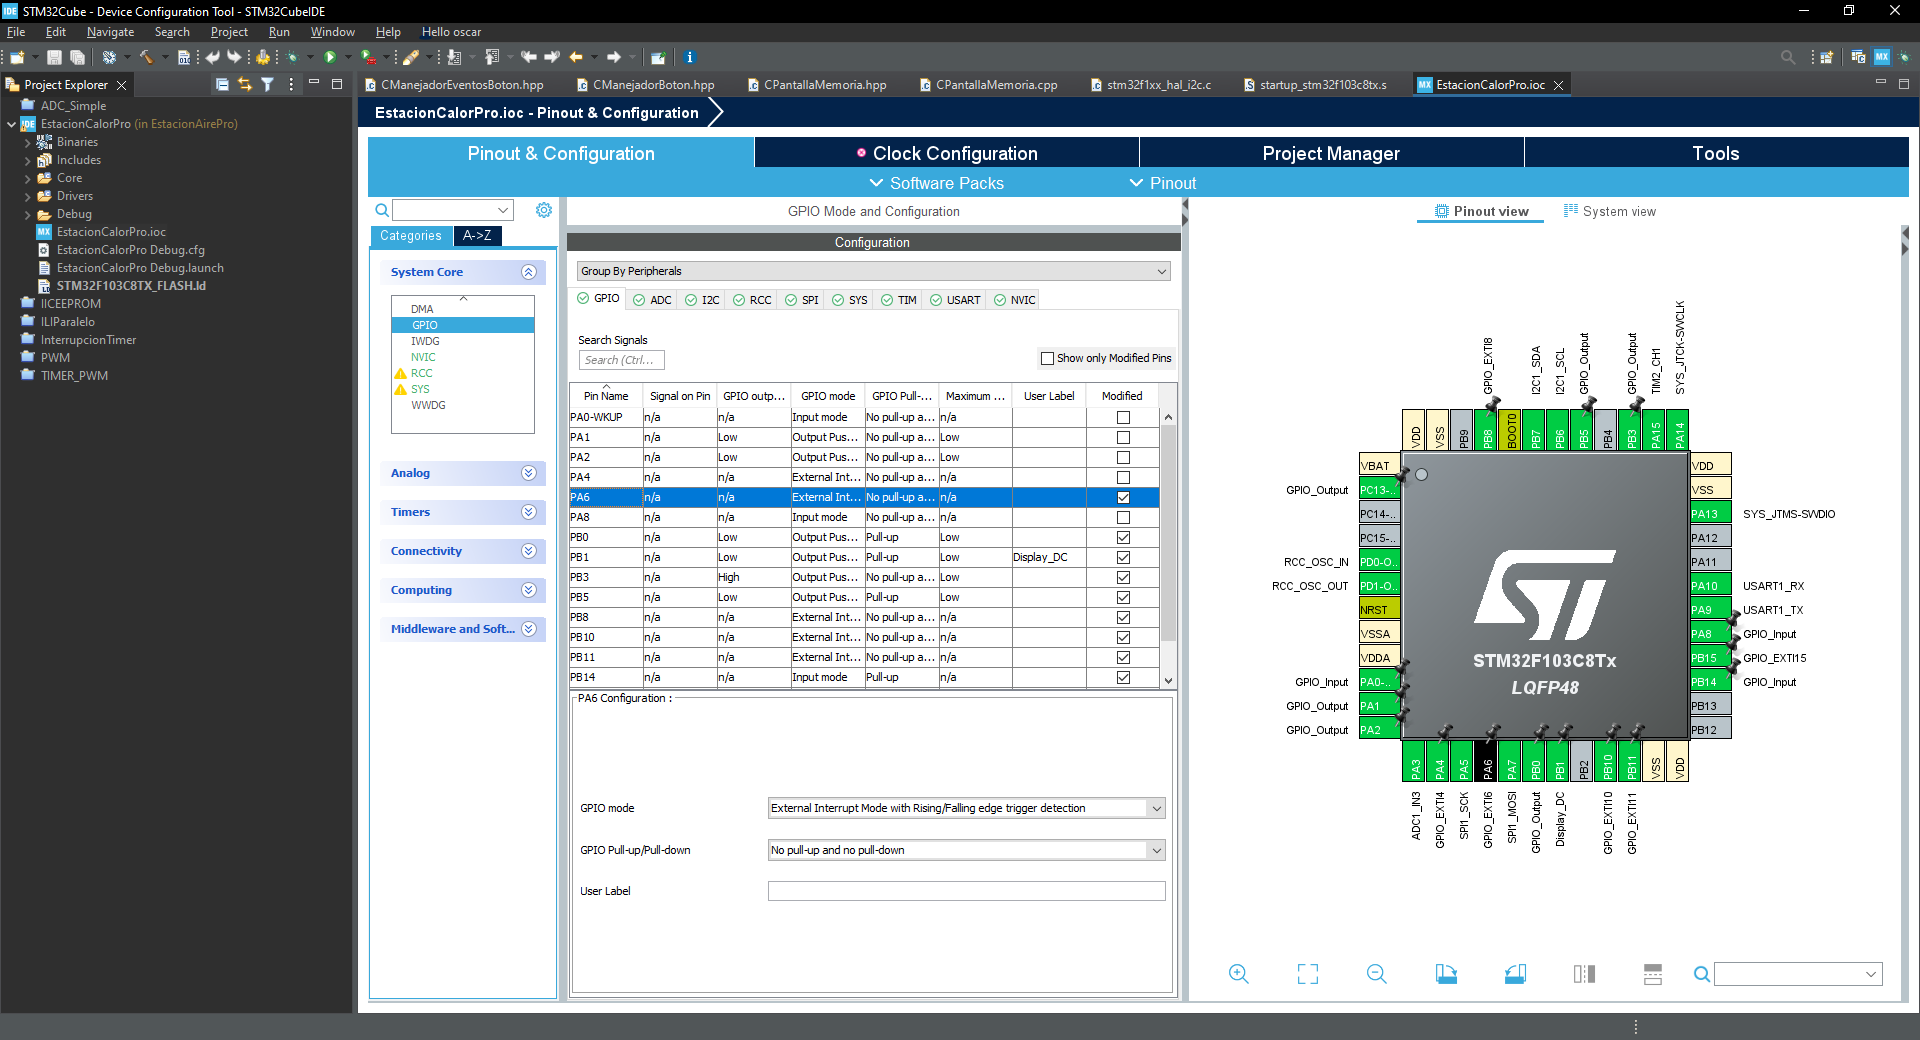 STM32Cube - Device Configuration Tool - STM32CubeIDE
File Edit Navigate Search Project Run Window Help Hello oscar
Project Explorer
CManejadorEventosBoton.hpp CManejadorBoton.hpp CPantallaMemoria.hpp CPantallaMemoria.cpp stm32f1xx_hal_i2c.c startup_stm32f103c8tx.s EstacionCalorPro.ioc
ADC_Simple
EstacionCalorPro (in EstacionAirePro)
Binaries
Includes
Core
Drivers
Debug
EstacionCalorPro.ioc
EstacionCalorPro Debug.cfg
EstacionCalorPro Debug.launch
STM32F103C8TX_FLASH.ld
IICEEPROM
ILIParalelo
InterrupcionTimer
PWM
TIMER_PWM
EstacionCalorPro.ioc - Pinout & Configuration
Pinout & Configuration Clock Configuration Project Manager Tools
Software Packs Pinout
Categories A->Z
System Core
DMA
GPIO
IWDG
NVIC
RCC
SYS
WWDG
Analog
Timers
Connectivity
Computing
Middleware and Soft...
GPIO Mode and Configuration
Configuration
Group By Peripherals
GPIO ADC I2C RCC SPI SYS TIM USART NVIC
Search Signals
Search (Ctrl...
Show only Modified Pins
Pin Name Signal on Pin GPIO outp... GPIO mode GPIO Pull-... Maximum ... User Label Modified
PA0-WKUP n/a n/a Input mode No pull-up a... n/a
PA1 n/a Low Output Pus... No pull-up a... Low
PA2 n/a Low Output Pus... No pull-up a... Low
PA4 n/a n/a External Int... No pull-up a... n/a
PA6 n/a n/a External Int... No pull-up a... n/a
PA8 n/a n/a Input mode No pull-up a... n/a
PB0 n/a Low Output Pus... Pull-up Low
PB1 n/a Low Output Pus... Pull-up Low Display_DC
PB3 n/a High Output Pus... No pull-up a... Low
PB5 n/a Low Output Pus... Pull-up Low
PB8 n/a n/a External Int... No pull-up a... n/a
PB10 n/a n/a External Int... No pull-up a... n/a
PB11 n/a n/a External Int... No pull-up a... n/a
PB14 n/a n/a Input mode Pull-up n/a
PA6 Configuration :
GPIO mode External Interrupt Mode with Rising/Falling edge trigger detection
GPIO Pull-up/Pull-down No pull-up and no pull-down
User Label
Pinout view System view
GPIO_EXTI8 I2C1_SDA I2C1_SCL GPIO_Output GPIO_Output TIM2_CH1 SYS_JTCK-SWCLK
VDD VSS PB9 PB8 BOOT0 PB7 PB6 PB5 PB4 PB3 PA15 PA14
VBAT
GPIO_Output PC13-..
PC14-..
PC15-..
RCC_OSC_IN PD0-O..
RCC_OSC_OUT PD1-O..
NRST
VSSA
VDDA
GPIO_Input PA0-..
GPIO_Output PA1
GPIO_Output PA2
ST
STM32F103C8Tx
LQFP48
VDD
VSS
PA13 SYS_JTMS-SWDIO
PA12
PA11
PA10 USART1_RX
PA9 USART1_TX
PA8 GPIO_Input
PB15 GPIO_EXTI15
PB14 GPIO_Input
PB13
PB12
PA3 PA4 PA5 PA6 PA7 PB0 PB1 PB2 PB10 PB11 VSS VDD
ADC1_IN3 GPIO_EXTI4 SPI1_SCK GPIO_EXTI6 SPI1_MOSI GPIO_Output Display_DC GPIO_EXTI10 GPIO_EXTI11